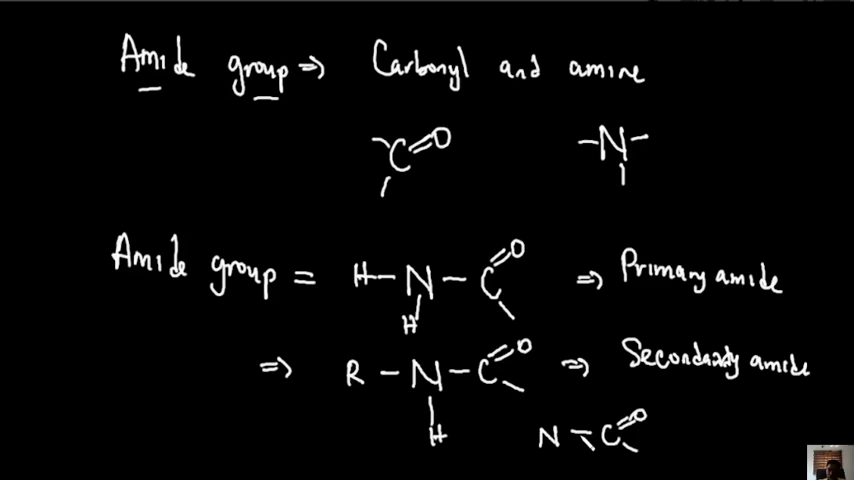 Amide group ⇒ Carbonyl and amine
C=O -N-
Amide group = H-N-C=O ⇒ Primary amide
H
⇒ R-N-C=O ⇒ Secondary amide
H
N-C=O